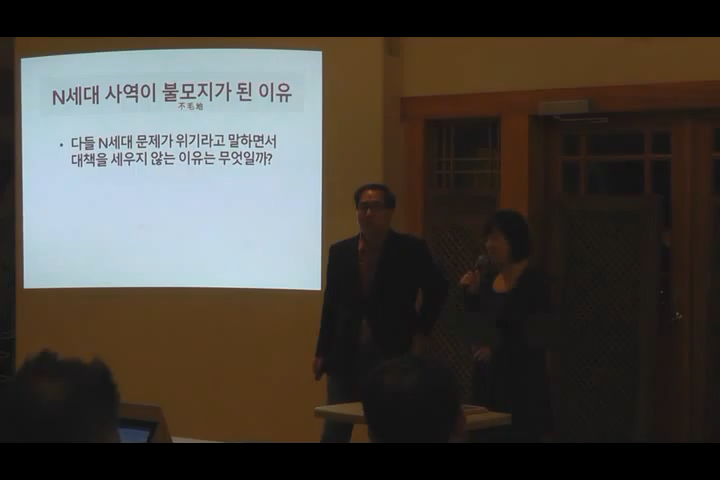 N세대 사역이 불모지가 된 이유
不毛地
• 다들 N세대 문제가 위기라고 말하면서
대책을 세우지 않는 이유는 무엇일까?